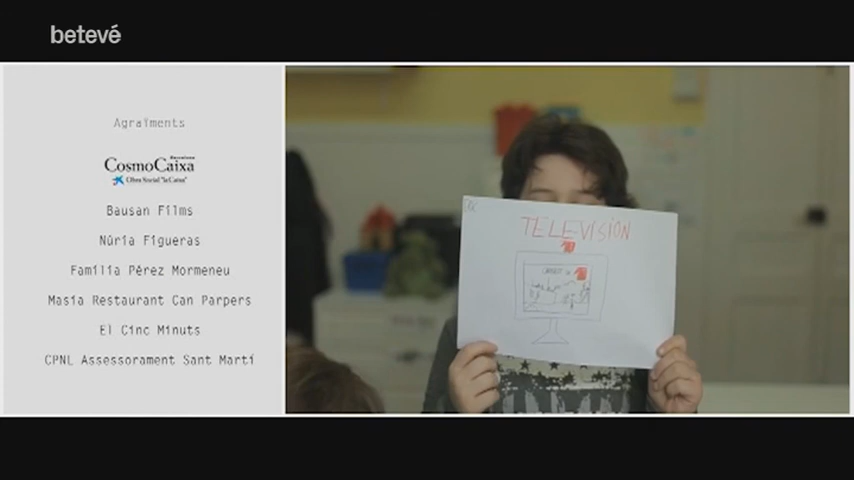 betevé
Agraïments
Barcelona
CosmoCaixa
Obra Social "la Caixa"
Bausan Films
Núria Figueras
Família Pérez Mormeneu
Masia Restaurant Can Parpers
El Cinc Minuts
CPNL Assessorament Sant Martí
TELEVISIÓN